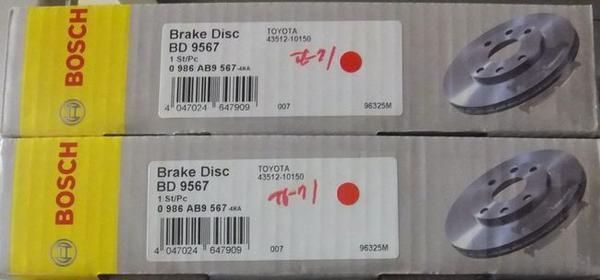 BOSCH
Brake Disc
BD 9567
1 St/Pc
0 986 AB9 567 -4KA
TOYOTA
43512-10150
4 047024 647909
007
96325M
BOSCH
Brake Disc
BD 9567
1 St/Pc
0 986 AB9 567 -4KA
TOYOTA
43512-10150
4 047024 647909
007
96325M